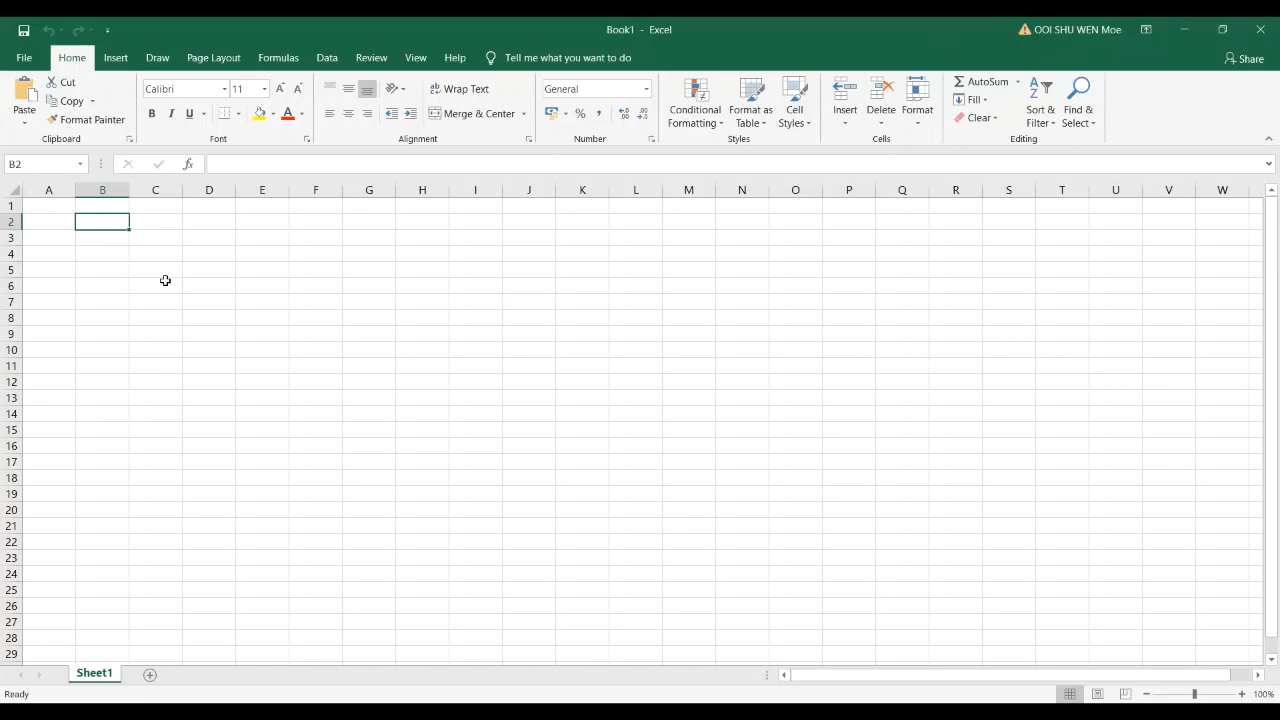 Book1 - Excel
OOI SHU WEN Moe
File Home Insert Draw Page Layout Formulas Data Review View Help Tell me what you want to do Share
Paste
Cut
Copy
Format Painter
Clipboard
Calibri 11
B U A
Font
Wrap Text
Merge & Center
Alignment
General
% ,
Number
Conditional Formatting
Format as Table
Cell Styles
Styles
Insert Delete Format
Cells
AutoSum
Fill
Clear
Sort & Filter
Find & Select
Editing
B2 fx
A B C D E F G H I J K L M N O P Q R S T U V W
1
2
3
4
5
6
7
8
9
10
11
12
13
14
15
16
17
18
19
20
21
22
23
24
25
26
27
28
29
Sheet1
Ready 100%